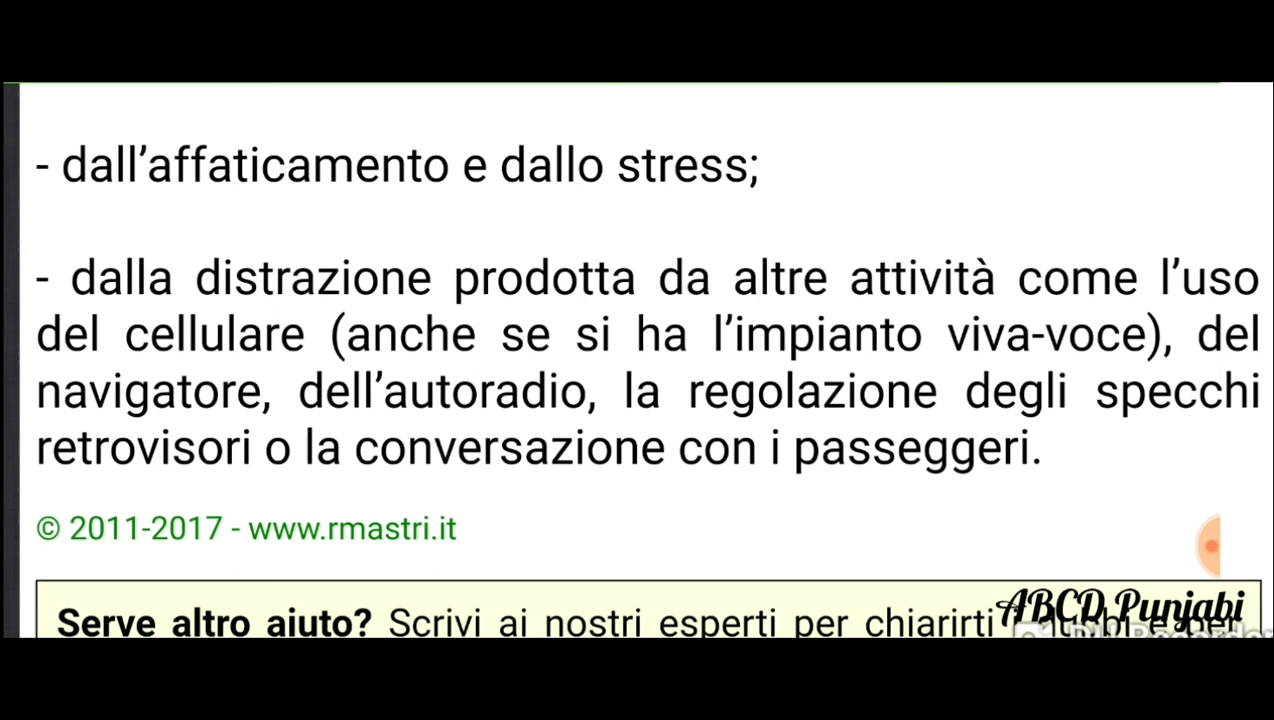 - dall’affaticamento e dallo stress;
- dalla distrazione prodotta da altre attività come l’uso
del cellulare (anche se si ha l’impianto viva-voce), del
navigatore, dell’autoradio, la regolazione degli specchi
retrovisori o la conversazione con i passeggeri.
© 2011-2017 - www.rmastri.it
Serve altro aiuto? Scrivi ai nostri esperti per chiarirti
ABCD Punjabi